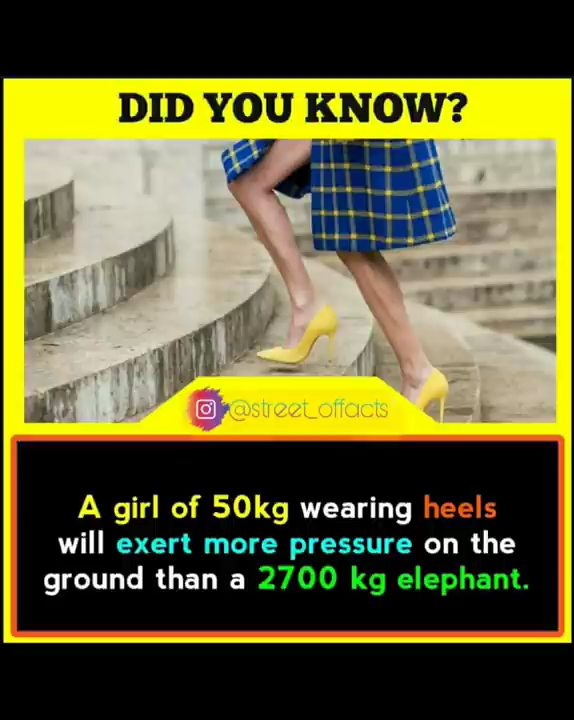 DID YOU KNOW?
@street_offacts
A girl of 50kg wearing heels
will exert more pressure on the
ground than a 2700 kg elephant.